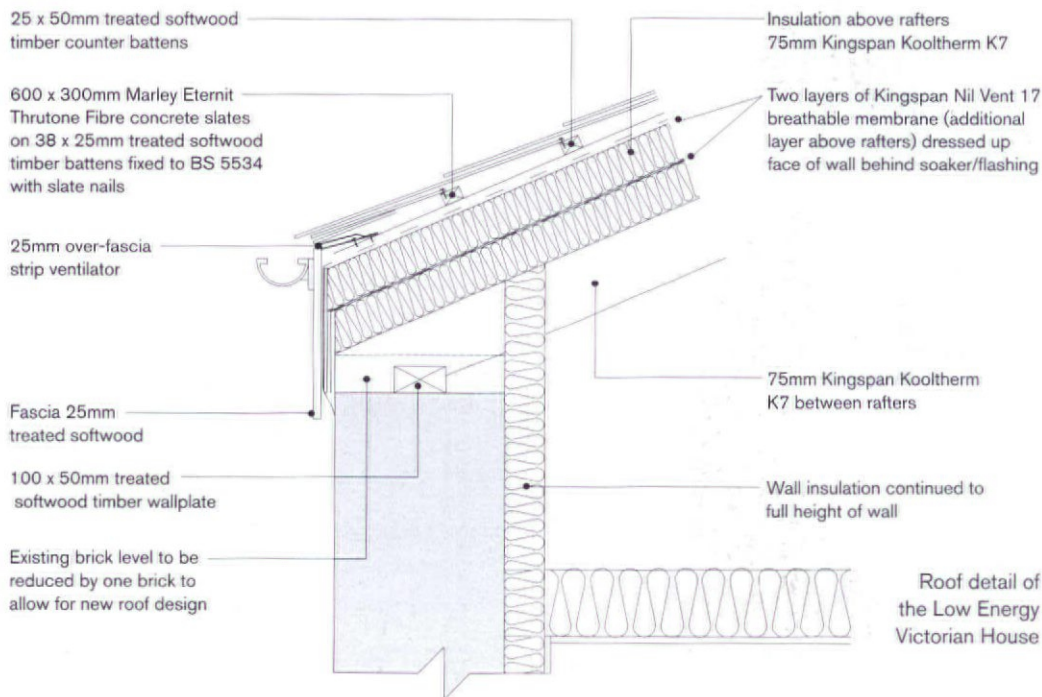 25 x 50mm treated softwood
timber counter battens
600 x 300mm Marley Eternit
Thrutone Fibre concrete slates
on 38 x 25mm treated softwood
timber battens fixed to BS 5534
with slate nails
25mm over-fascia
strip ventilator
Fascia 25mm
treated softwood
100 x 50mm treated
softwood timber wallplate
Existing brick level to be
reduced by one brick to
allow for new roof design
Insulation above rafters
75mm Kingspan Kooltherm K7
Two layers of Kingspan Nil Vent 17
breathable membrane (additional
layer above rafters) dressed up
face of wall behind soaker/flashing
75mm Kingspan Kooltherm
K7 between rafters
Wall insulation continued to
full height of wall
Roof detail of
the Low Energy
Victorian House